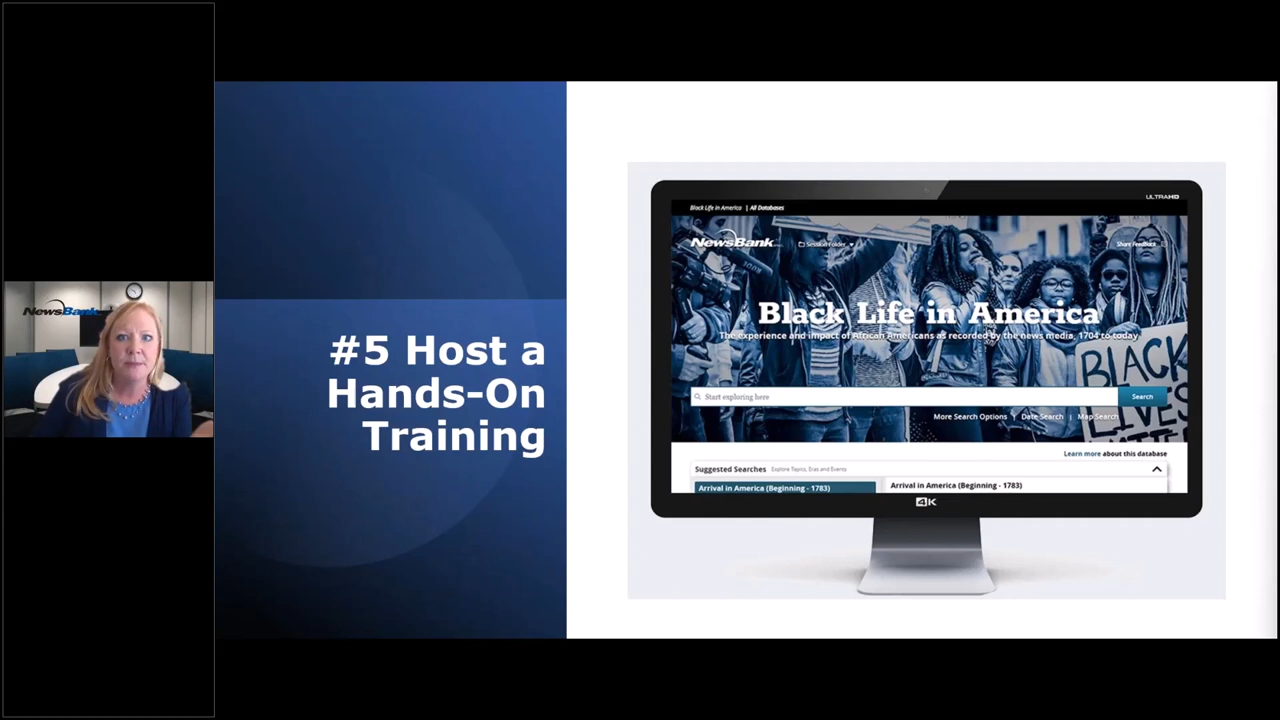 NewsBank
#5 Host a
Hands-On
Training
ULTRAHD
Black Life in America | All Databases
NewsBank
Session Folder
Share Feedback
Black Life in America
The experience and impact of African Americans as recorded by the news media, 1704 to today
BLACK
LIVES
Start exploring here
Search
More Search Options | Date Search | Map Search
Learn more about this database
Suggested Searches Explore Topics, Eras and Events
Arrival in America (Beginning - 1783)
Arrival in America (Beginning - 1783)
4K